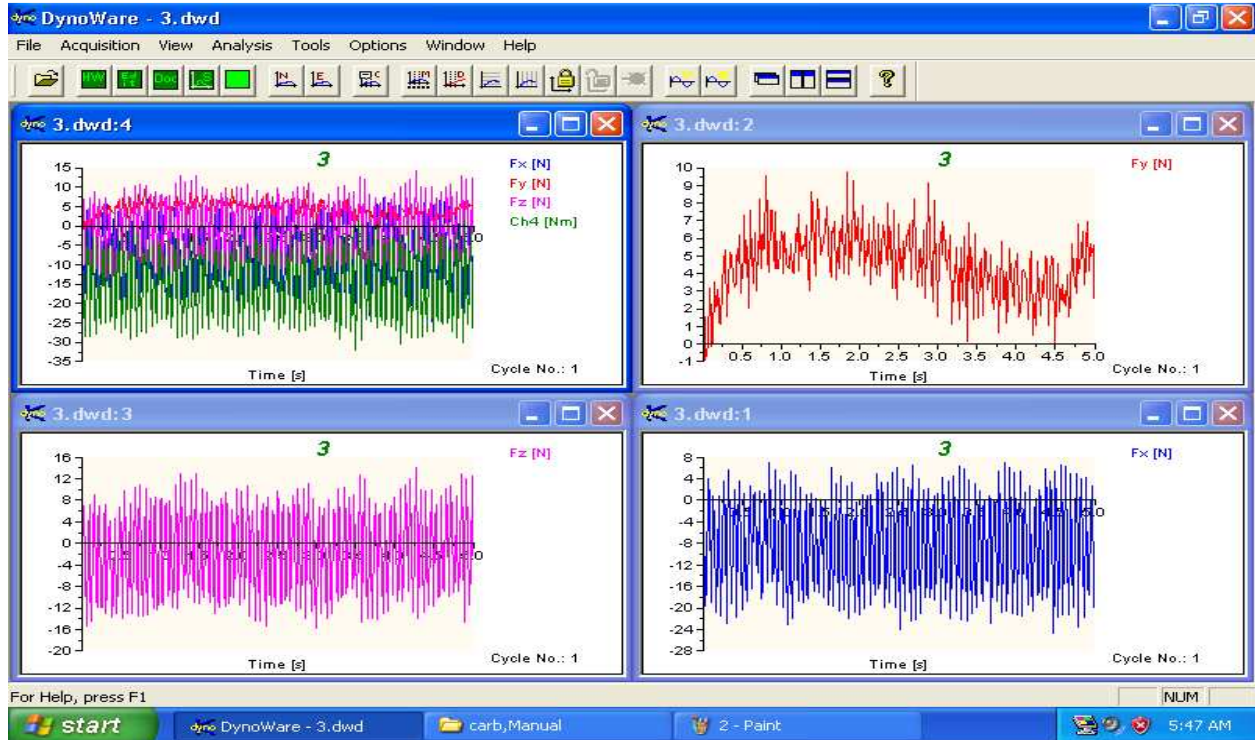 DynoWare - 3.dwd
File Acquisition View Analysis Tools Options Window Help
HW Doc N E C M D ?
3.dwd:4
3
15
10
5
0
-5
-10
-15
-20
-25
-30
-35
Fx [N]
Fy [N]
Fz [N]
Ch4 [Nm]
Time [s]
Cycle No.: 1
3.dwd:2
3
10
9
8
7
6
5
4
3
2
1
0
-1
0.5 1.0 1.5 2.0 2.5 3.0 3.5 4.0 4.5 5.0
Fy [N]
Time [s]
Cycle No.: 1
3.dwd:3
3
16
12
8
4
0
-4
-8
-12
-16
-20
Fz [N]
Time [s]
Cycle No.: 1
3.dwd:1
3
8
4
0
-4
-8
-12
-16
-20
-24
-28
5.0
Fx [N]
Time [s]
Cycle No.: 1
For Help, press F1
NUM
start
DynoWare - 3.dwd
carb,Manual
2 - Paint
5:47 AM